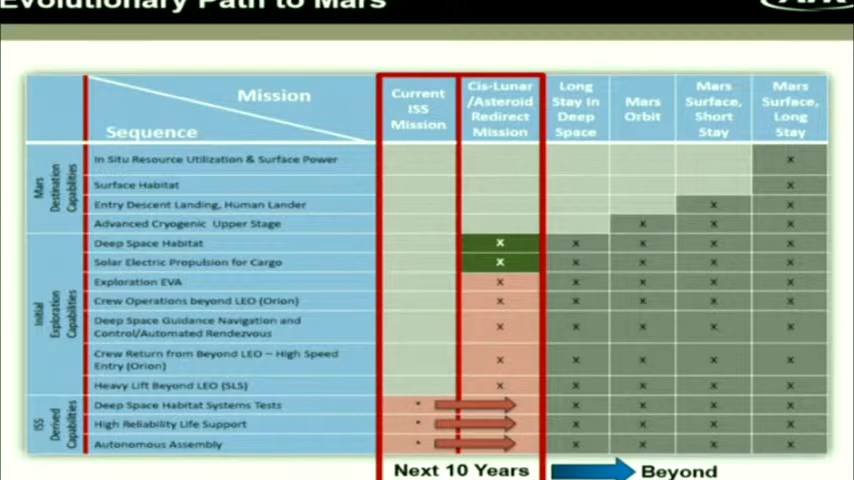 Evolutionary Path to Mars
Mission
Sequence
Current
ISS
Mission
Cis-Lunar
/Asteroid
Redirect
Mission
Long
Stay In
Deep
Space
Mars
Orbit
Mars
Surface,
Short
Stay
Mars
Surface,
Long
Stay
Mars
Destination
Capabilities
In Situ Resource Utilization & Surface Power x
Surface Habitat x
Entry Descent Landing, Human Lander x x
Advanced Cryogenic Upper Stage x x x
Initial
Exploration
Capabilities
Deep Space Habitat x x x x x
Solar Electric Propulsion for Cargo x x x x x
Exploration EVA x x x x x
Crew Operations beyond LEO (Orion) x x x x x
Deep Space Guidance Navigation and
Control/Automated Rendezvous x x x x x
Crew Return from Beyond LEO – High Speed
Entry (Orion) x x x x x
Heavy Lift Beyond LEO (SLS) x x x x x
ISS
Derived
Capabilities
Deep Space Habitat Systems Tests * x x x x
High Reliability Life Support * x x x x
Autonomous Assembly * x x x x
Next 10 Years
Beyond